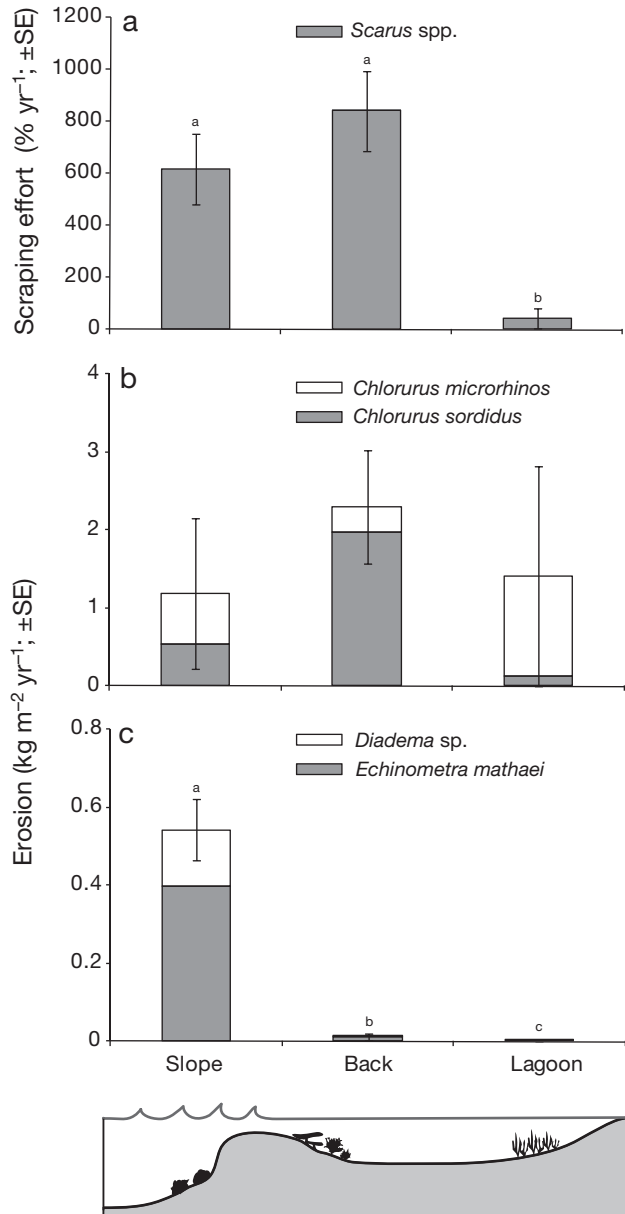 a
Scarus spp.
Scraping effort (% yr⁻¹; ±SE)
1200
1000
800
600
400
200
0
a
a
b
b
Chlorurus microrhinos
Chlorurus sordidus
4
3
2
1
0
Erosion (kg m⁻² yr⁻¹; ±SE)
c
Diadema sp.
Echinometra mathaei
0.8
0.6
0.4
0.2
0
a
b
c
Slope Back Lagoon